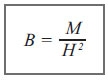 B = M / H²